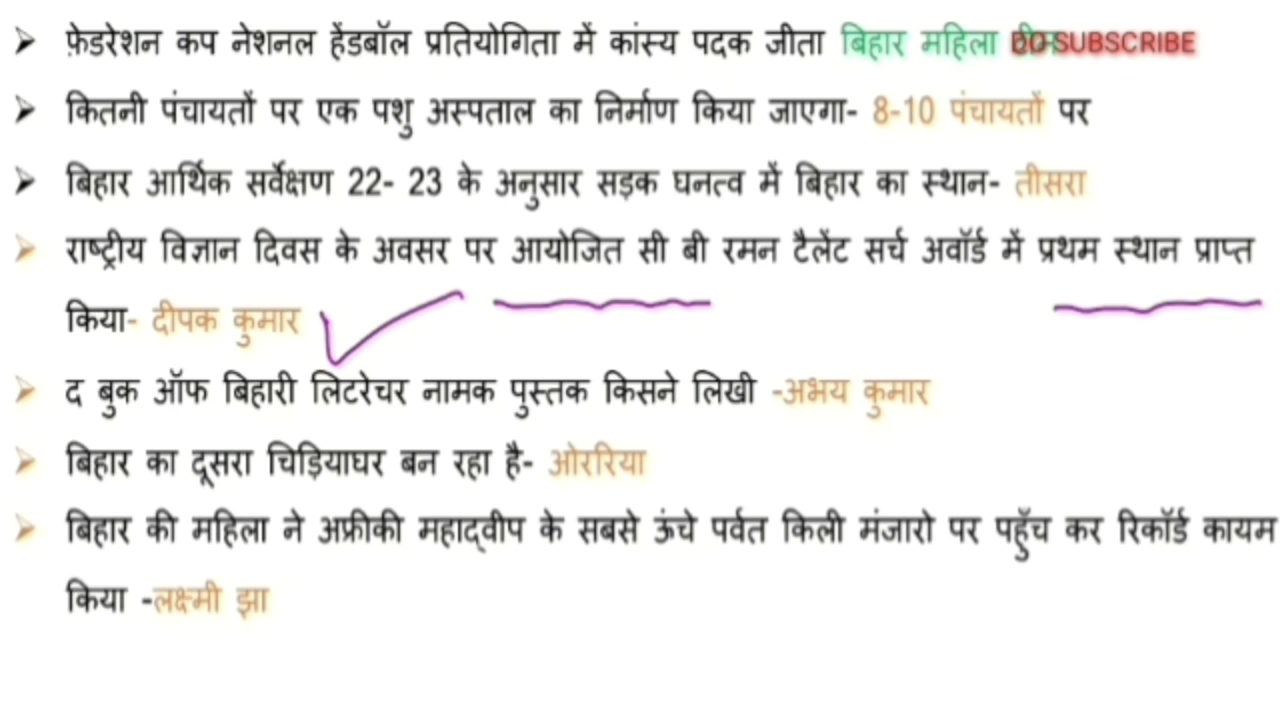 ➤ फ़ेडरेशन कप नेशनल हेंडबॉल प्रतियोगिता में कांस्य पदक जीता बिहार महिला DO SUBSCRIBE
➤ कितनी पंचायतों पर एक पशु अस्पताल का निर्माण किया जाएगा- 8-10 पंचायतों पर
➤ बिहार आर्थिक सर्वेक्षण 22- 23 के अनुसार सड़क घनत्व में बिहार का स्थान- तीसरा
➤ राष्ट्रीय विज्ञान दिवस के अवसर पर आयोजित सी बी रमन टैलेंट सर्च अवॉर्ड में प्रथम स्थान प्राप्त
किया- दीपक कुमार
➤ द बुक ऑफ बिहारी लिटरेचर नामक पुस्तक किसने लिखी -अभय कुमार
➤ बिहार का दूसरा चिड़ियाघर बन रहा है- ओररिया
➤ बिहार की महिला ने अफ्रीकी महाद्वीप के सबसे ऊंचे पर्वत किली मंजारो पर पहुँच कर रिकॉर्ड कायम
किया -लक्ष्मी झा